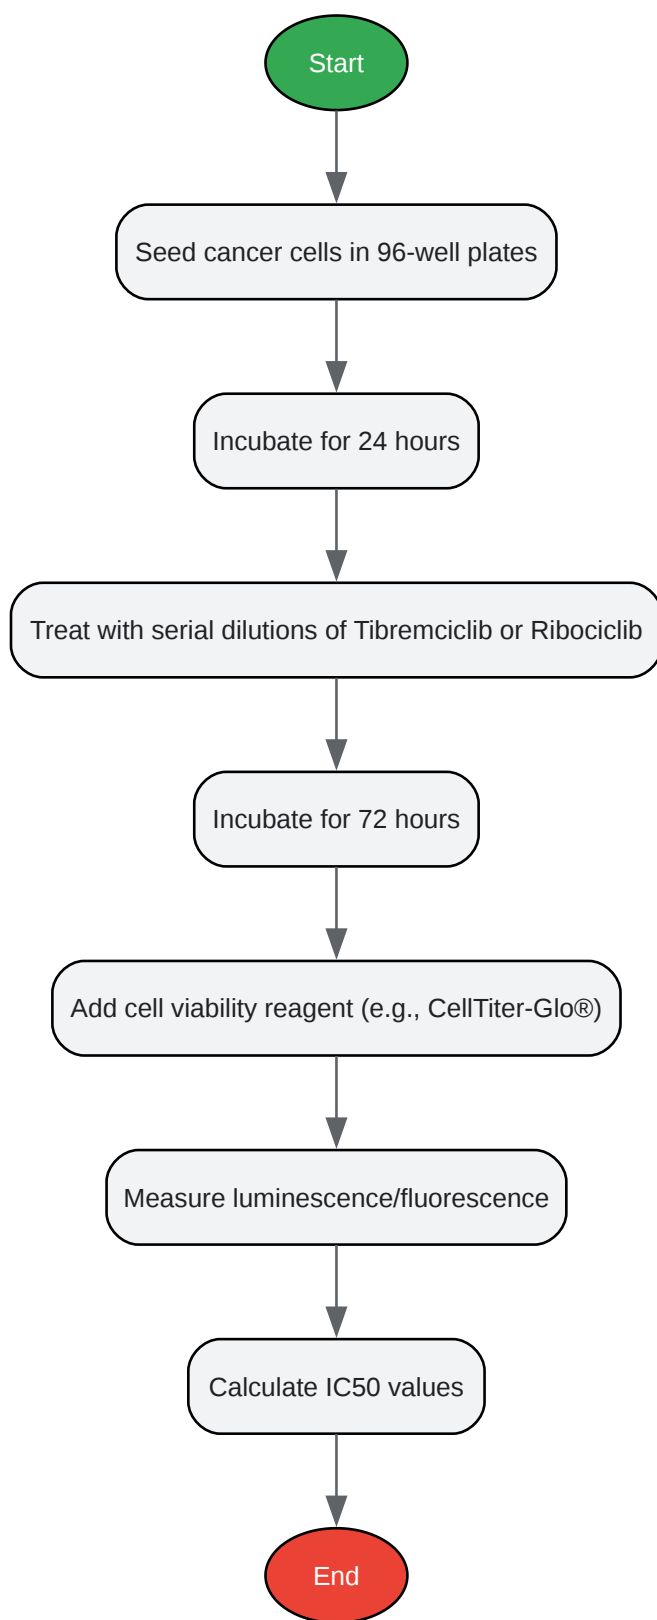 Start
Seed cancer cells in 96-well plates
Incubate for 24 hours
Treat with serial dilutions of Tibremciclib or Ribociclib
Incubate for 72 hours
Add cell viability reagent (e.g., CellTiter-Glo®)
Measure luminescence/fluorescence
Calculate IC50 values
End